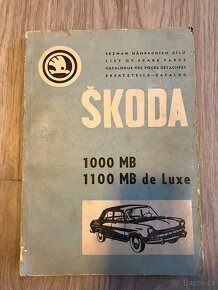 SEZNAM NÁHRADNÍCH DÍLŮ
LIST OF SPARE PARTS
CATALOGUE DES PIÈCES DÉTACHÉES
ERSATZTEILE - KATALOG
ŠKODA
1000 MB
1100 MB de Luxe